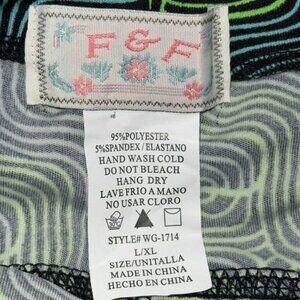 F & F
95%POLYESTER
5%SPANDEX / ELASTANO
HAND WASH COLD
DO NOT BLEACH
HANG DRY
LAVE FRIO A MANO
NO USAR CLORO
STYLE# WG-1714
L/XL
SIZE/UNITALLA
MADE IN CHINA
HECHO EN CHINA